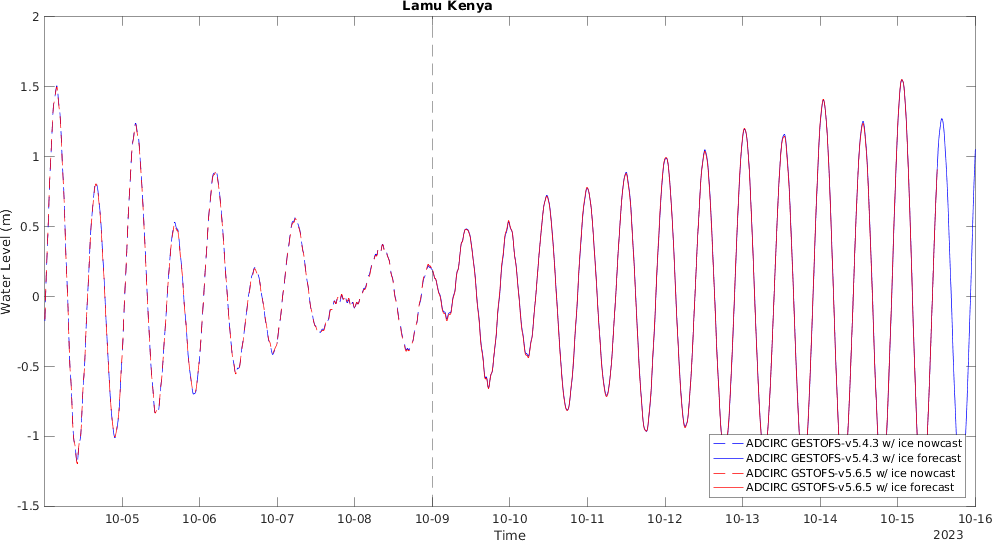 Lamu Kenya
2
1.5
1
0.5
0
-0.5
-1
-1.5
Water Level (m)
ADCIRC GESTOFS-v5.4.3 w/ ice nowcast
ADCIRC GESTOFS-v5.4.3 w/ ice forecast
ADCIRC GSTOFS-v5.6.5 w/ ice nowcast
ADCIRC GSTOFS-v5.6.5 w/ ice forecast
10-05 10-06 10-07 10-08 10-09 10-10 10-11 10-12 10-13 10-14 10-15 10-16
Time
2023